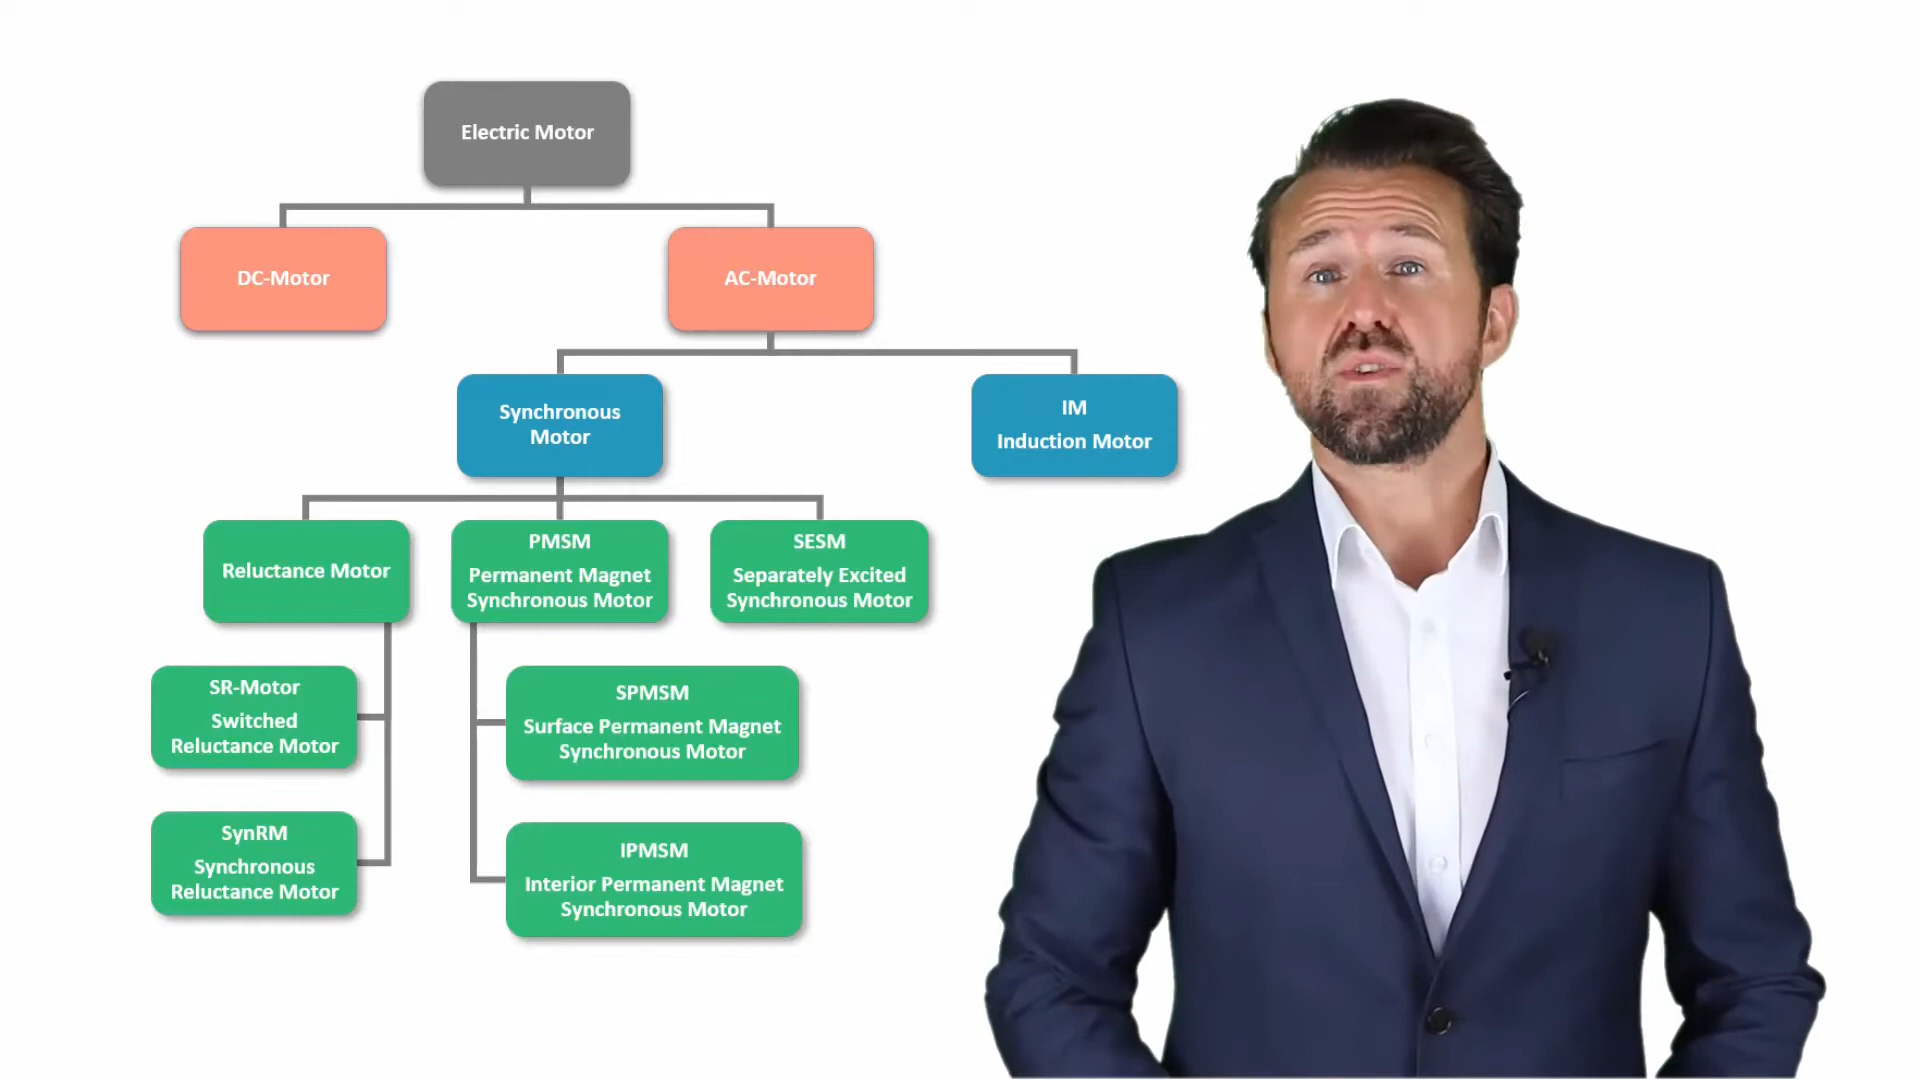 Electric Motor
DC-Motor
AC-Motor
Synchronous
Motor
IM
Induction Motor
Reluctance Motor
PMSM
Permanent Magnet
Synchronous Motor
SESM
Separately Excited
Synchronous Motor
SR-Motor
Switched
Reluctance Motor
SPMSM
Surface Permanent Magnet
Synchronous Motor
SynRM
Synchronous
Reluctance Motor
IPMSM
Interior Permanent Magnet
Synchronous Motor